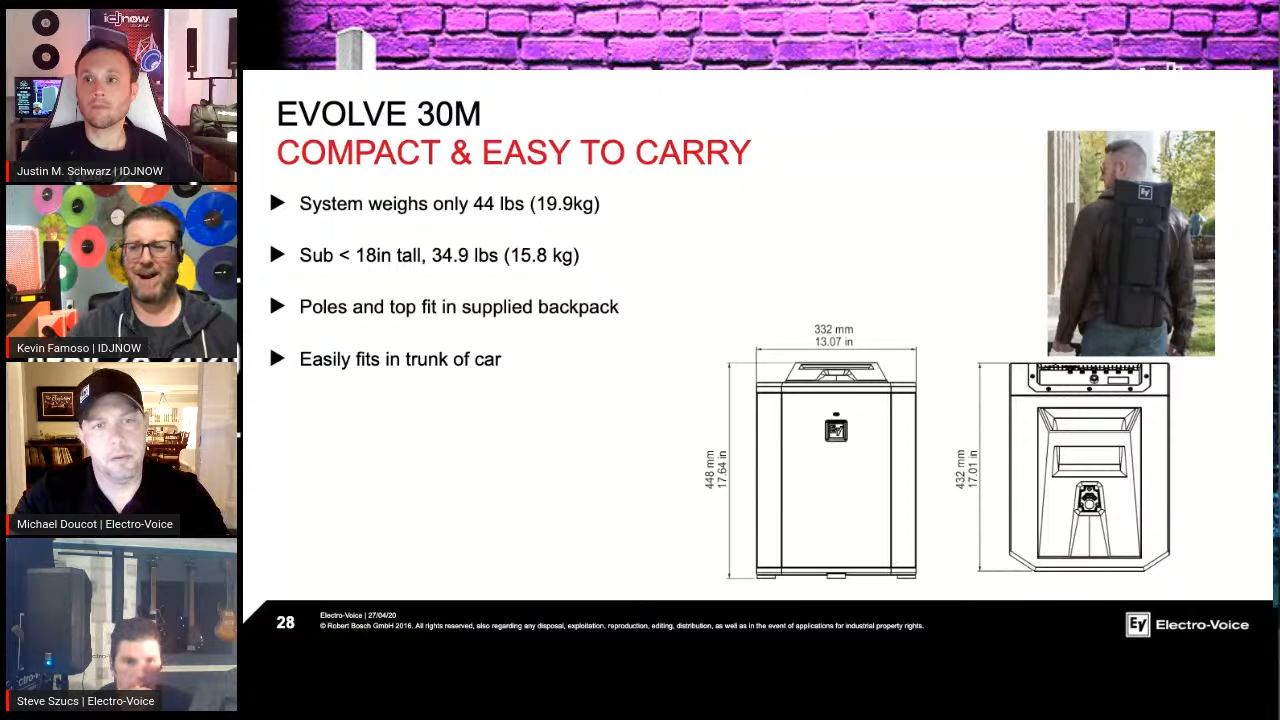 idjnow
Justin M. Schwarz | IDJNOW
Kevin Famoso | IDJNOW
Michael Doucot | Electro-Voice
Steve Szucs | Electro-Voice
EVOLVE 30M
COMPACT & EASY TO CARRY
▶ System weighs only 44 lbs (19.9kg)
▶ Sub < 18in tall, 34.9 lbs (15.8 kg)
▶ Poles and top fit in supplied backpack
▶ Easily fits in trunk of car
EV
332 mm
13.07 in
448 mm
17.64 in
EV
432 mm
17.01 in
28
Electro-Voice | 27/04/20
© Robert Bosch GmbH 2016. All rights reserved, also regarding any disposal, exploitation, reproduction, editing, distribution, as well as in the event of applications for industrial property rights.
EV Electro-Voice